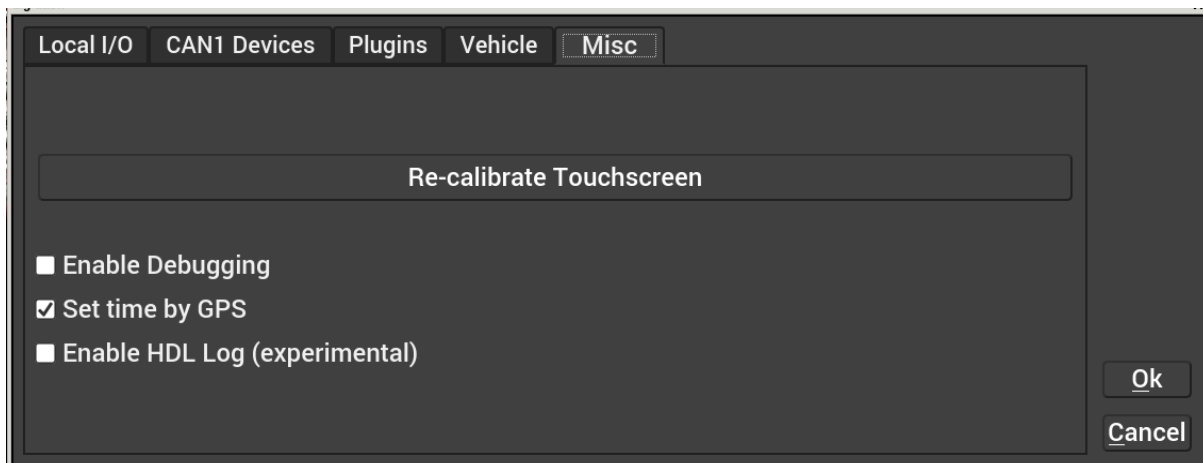 Local I/O CAN1 Devices Plugins Vehicle Misc
Re-calibrate Touchscreen
Enable Debugging
Set time by GPS
Enable HDL Log (experimental)
Ok
Cancel